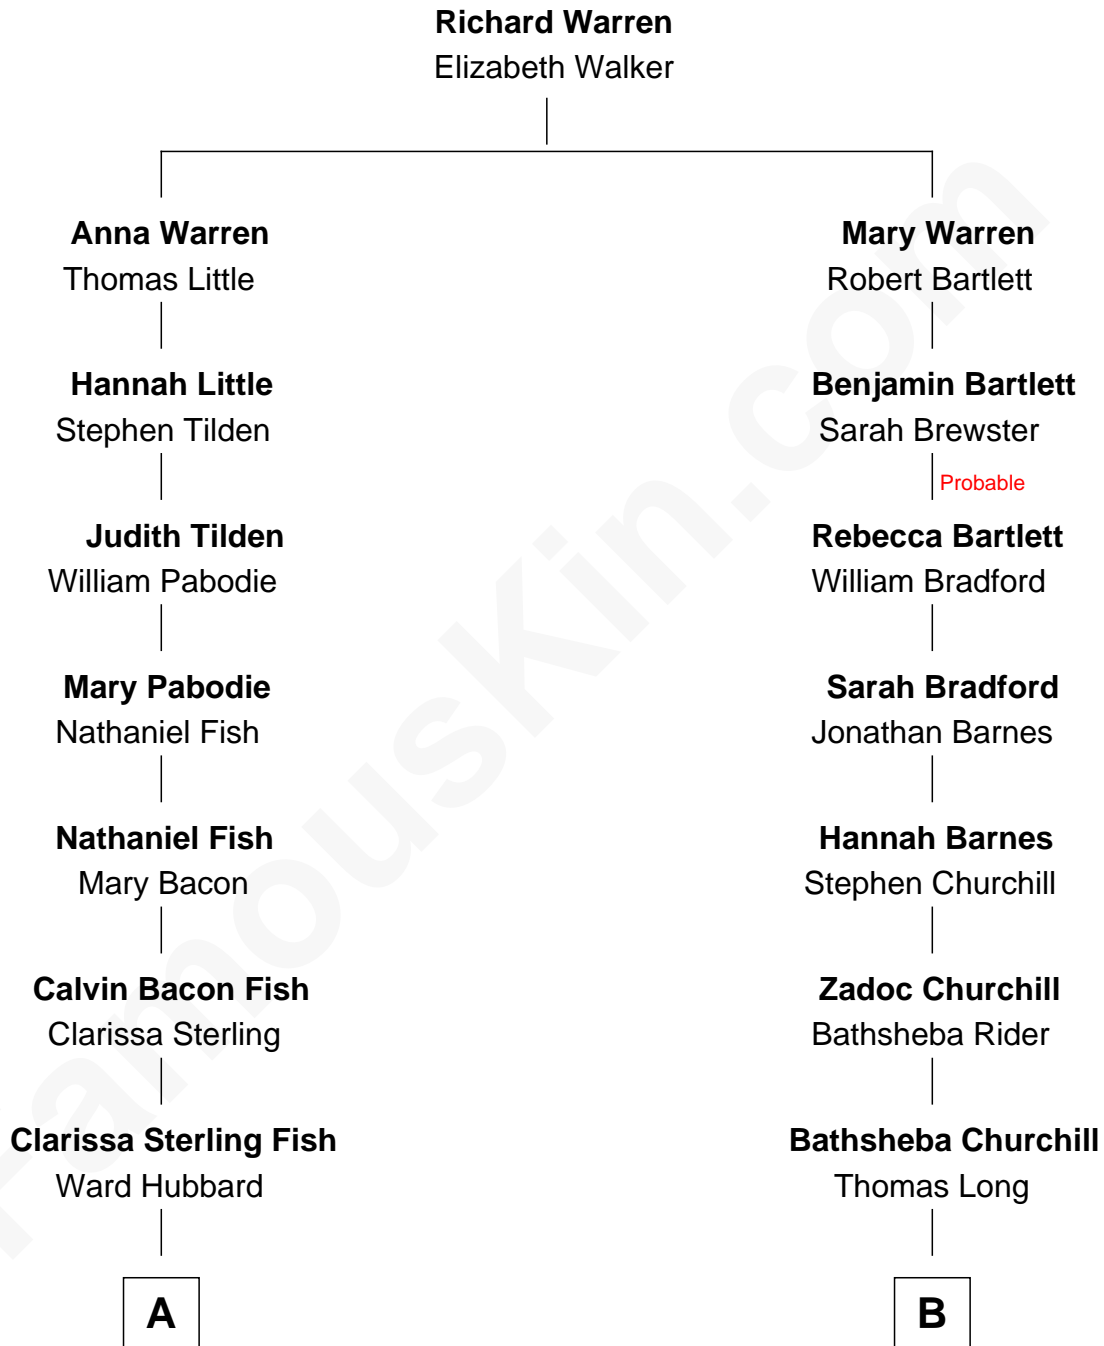 Richard Warren
Elizabeth Walker
Anna Warren
Thomas Little
Hannah Little
Stephen Tilden
Judith Tilden
William Pabodie
Mary Pabodie
Nathaniel Fish
Nathaniel Fish
Mary Bacon
Calvin Bacon Fish
Clarissa Sterling
Clarissa Sterling Fish
Ward Hubbard
A
Mary Warren
Robert Bartlett
Benjamin Bartlett
Sarah Brewster
Probable
Rebecca Bartlett
William Bradford
Sarah Bradford
Jonathan Barnes
Hannah Barnes
Stephen Churchill
Zadoc Churchill
Bathsheba Rider
Bathsheba Churchill
Thomas Long
B
FamousKin.com